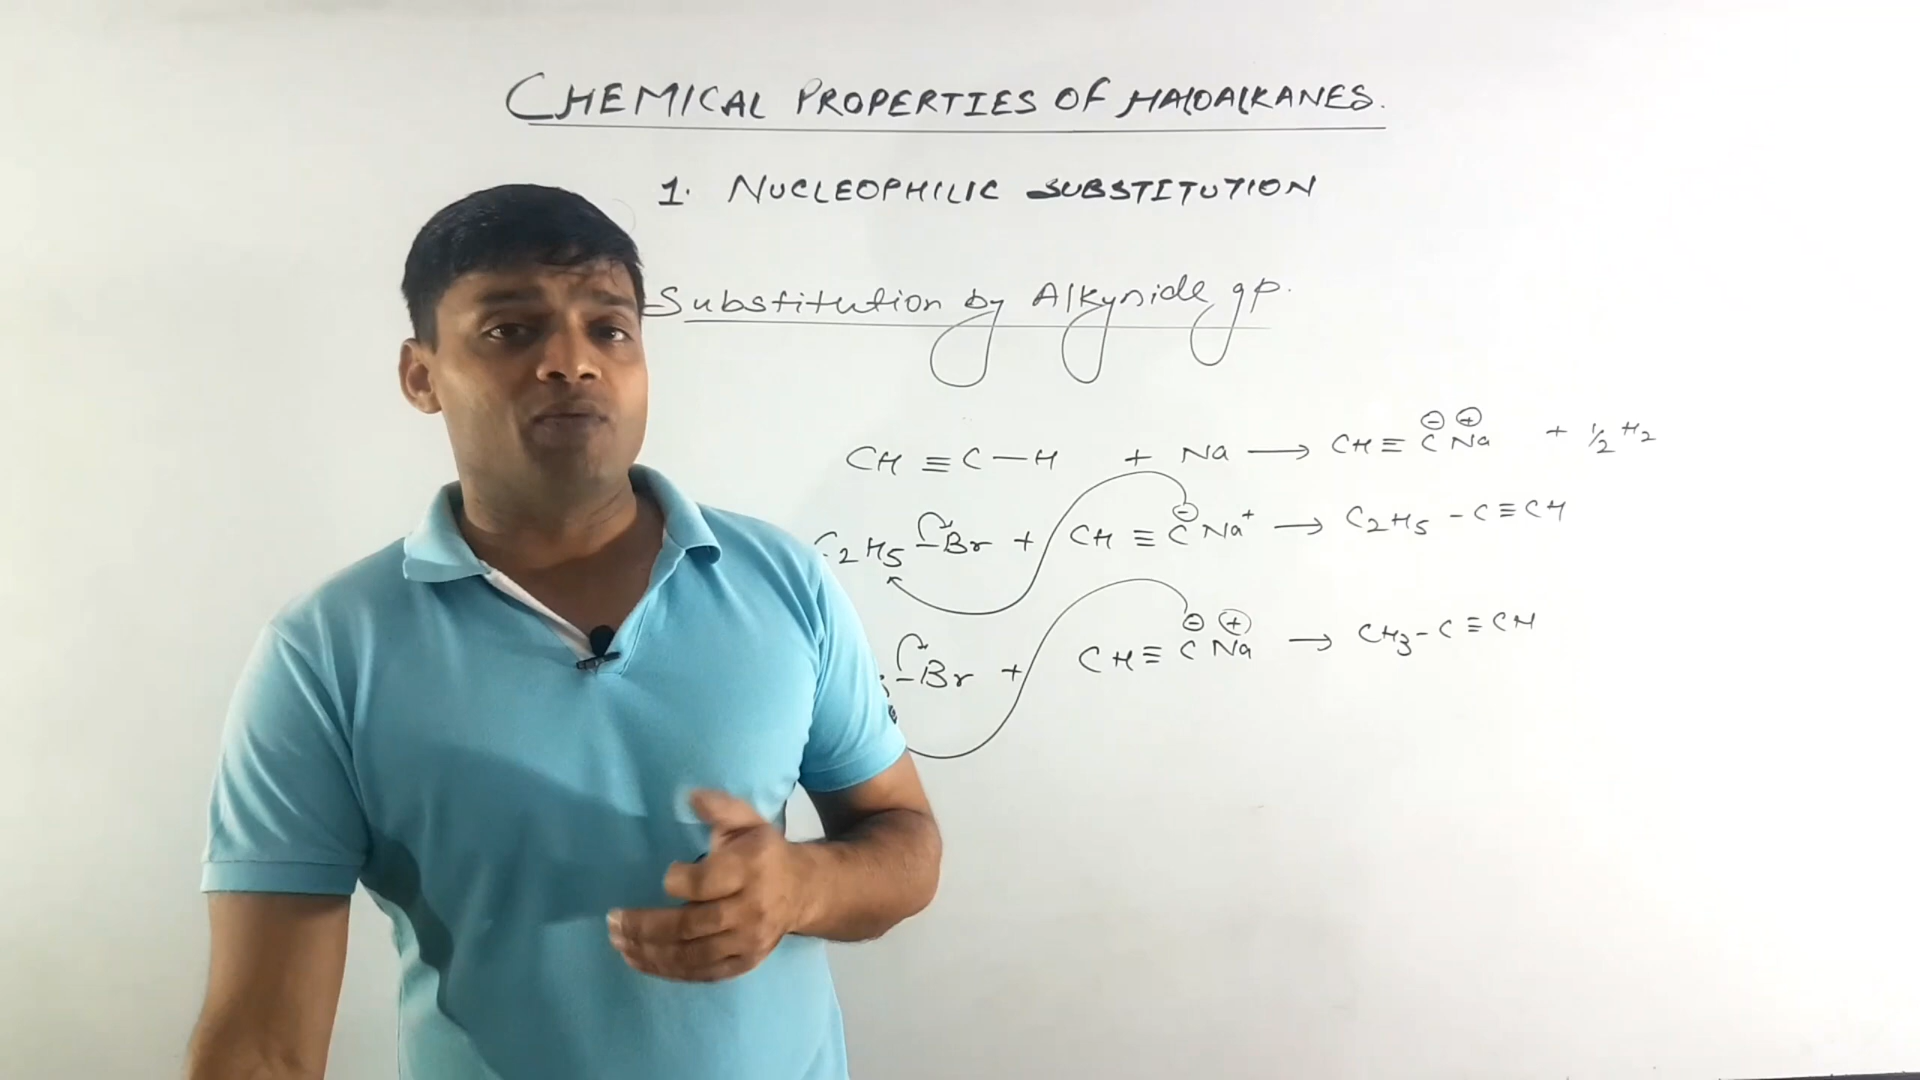 CHEMICAL PROPERTIES OF HALOALKANES.
1. NUCLEOPHILIC SUBSTITUTION
Substitution by Alkynide gp.
CH ≡ C — H + Na ⟶ CH ≡ C⊖ Na⊕ + ½ H2
C2H5 – Br + CH ≡ C⊖ Na+ ⟶ C2H5 – C ≡ CH
– Br + CH ≡ C⊖ Na⊕ ⟶ CH3 – C ≡ CH